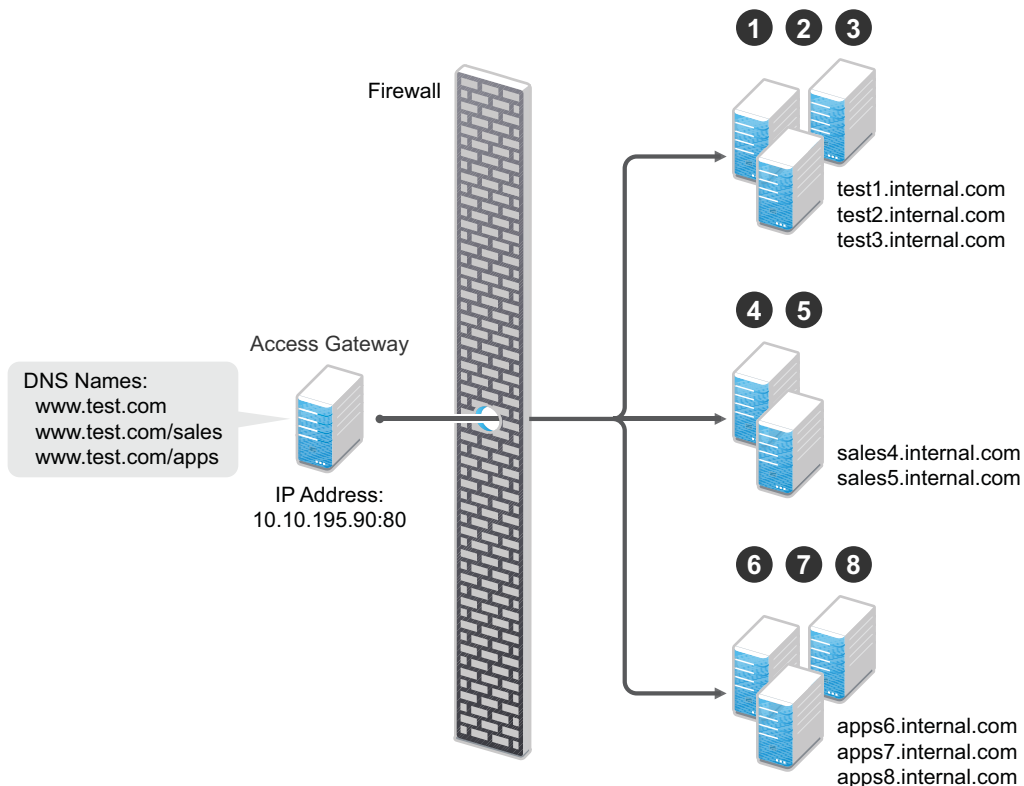 1 2 3
Firewall
test1.internal.com
test2.internal.com
test3.internal.com
4 5
Access Gateway
DNS Names:
www.test.com
www.test.com/sales
www.test.com/apps
IP Address:
10.10.195.90:80
sales4.internal.com
sales5.internal.com
6 7 8
apps6.internal.com
apps7.internal.com
apps8.internal.com